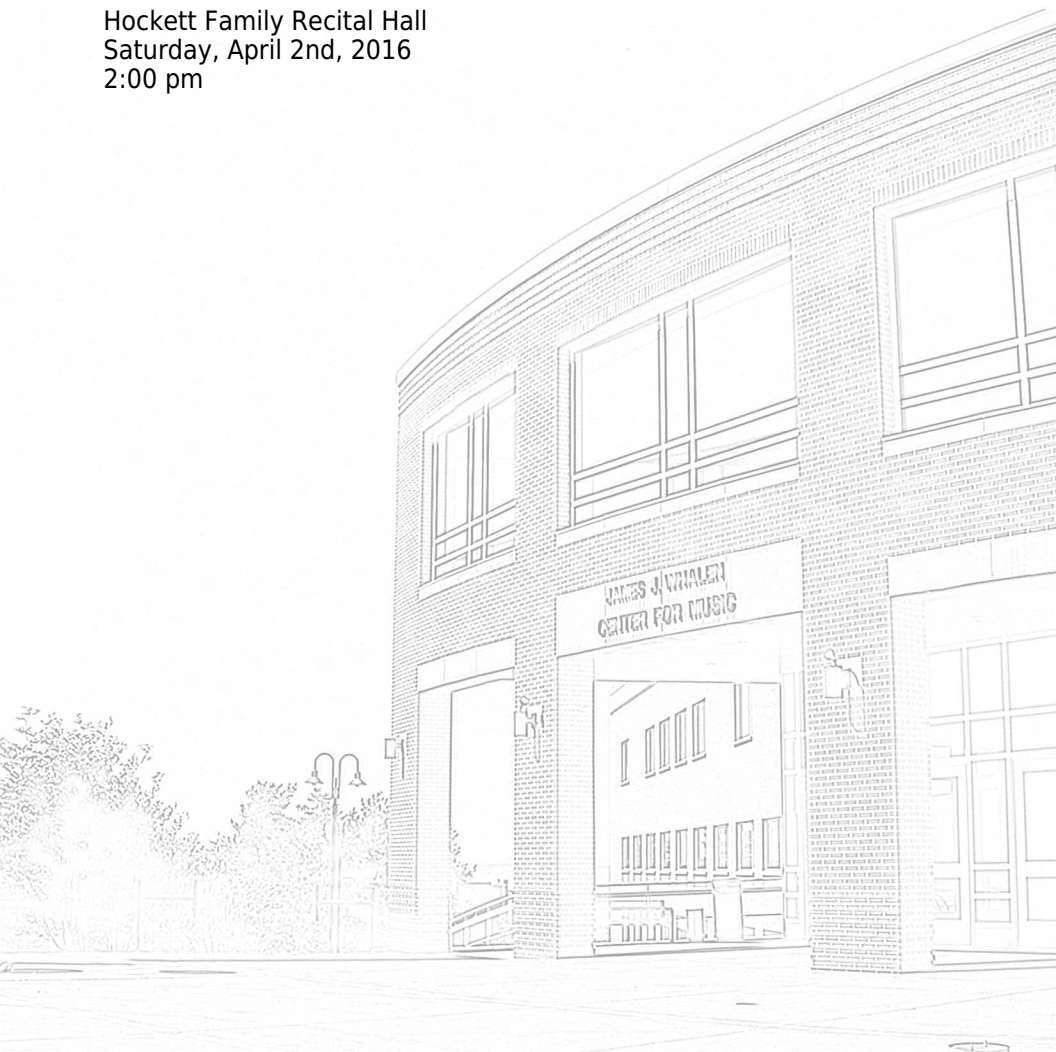 Hockett Family Recital Hall
Saturday, April 2nd, 2016
2:00 pm
JAMES J. WHALEN
CENTER FOR MUSIC